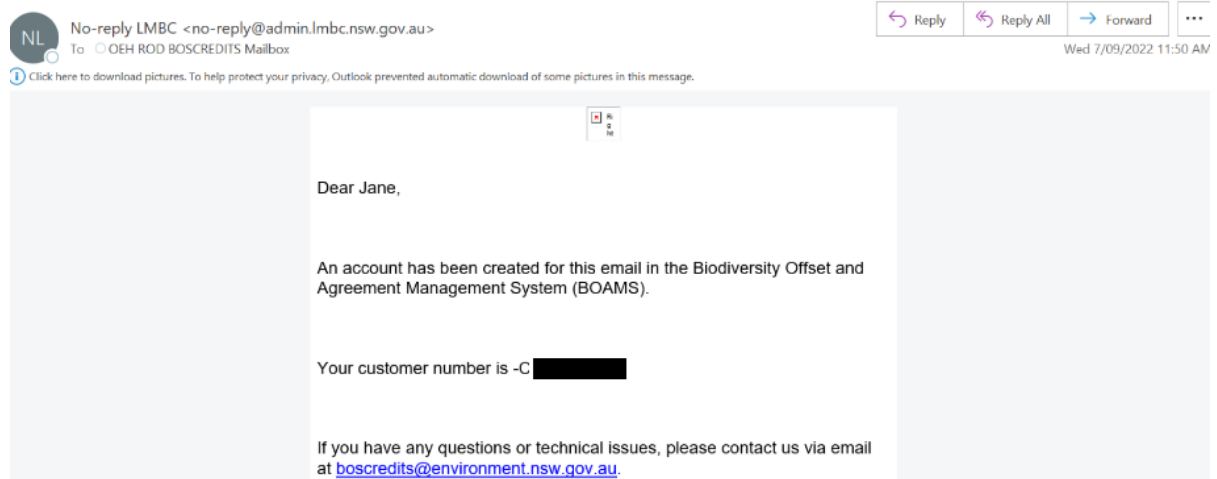 NL
No-reply LMBC <no-reply@admin.lmbc.nsw.gov.au>
To OEH ROD BOSCREDITS Mailbox
Reply
Reply All
Forward
Wed 7/09/2022 11:50 AM
Click here to download pictures. To help protect your privacy, Outlook prevented automatic download of some pictures in this message.
Dear Jane,
An account has been created for this email in the Biodiversity Offset and
Agreement Management System (BOAMS).
Your customer number is -C
If you have any questions or technical issues, please contact us via email
at boscredits@environment.nsw.gov.au.